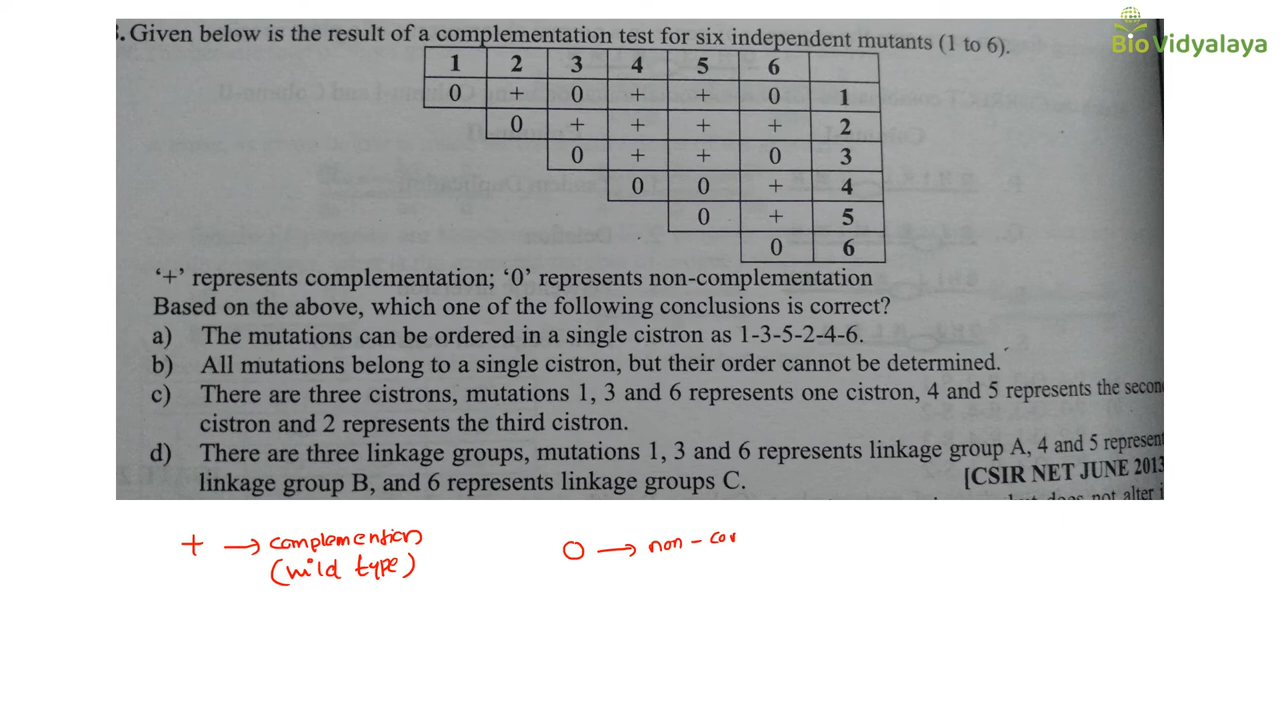 Bio Vidyalaya
. Given below is the result of a complementation test for six independent mutants (1 to 6).
1 2 3 4 5 6
0 + 0 + + 0 1
0 + + + + 2
0 + + 0 3
0 0 + 4
0 + 5
0 6
‘+’ represents complementation; ‘0’ represents non-complementation
Based on the above, which one of the following conclusions is correct?
a) The mutations can be ordered in a single cistron as 1-3-5-2-4-6.
b) All mutations belong to a single cistron, but their order cannot be determined.
c) There are three cistrons, mutations 1, 3 and 6 represents one cistron, 4 and 5 represents the secon
cistron and 2 represents the third cistron.
d) There are three linkage groups, mutations 1, 3 and 6 represents linkage group A, 4 and 5 represent
linkage group B, and 6 represents linkage groups C.
[CSIR NET JUNE 2013
does not alter i
+ → complemention
(wild type)
0 → non - com